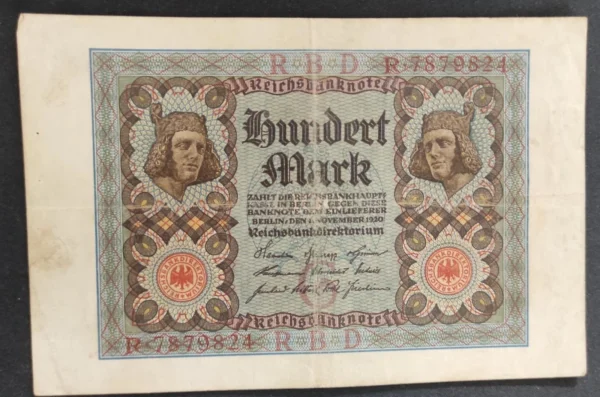 R·B·D R·7879824
Reichsbanknote
Hundert
Mark
ZAHLT DIE REICHSBANKHAUPT=
KASSE IN BERLIN GEGEN DIESE
BANKNOTE DEM EINLIEFERER
BERLIN, DEN 1. NOVEMBER 1920
Reichsbankdirektorium
Reichsbanknote
R·7879824 R·B·D